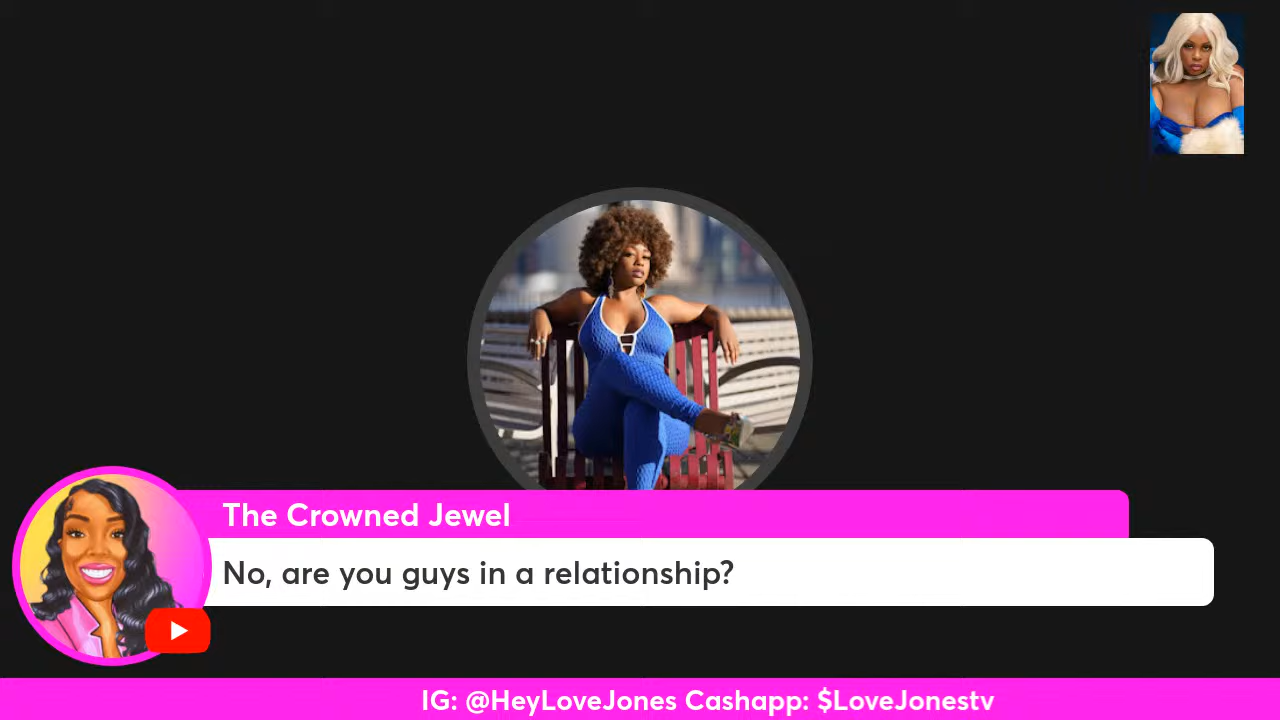 The Crowned Jewel
No, are you guys in a relationship?
IG: @HeyLoveJones Cashapp: $LoveJonestv